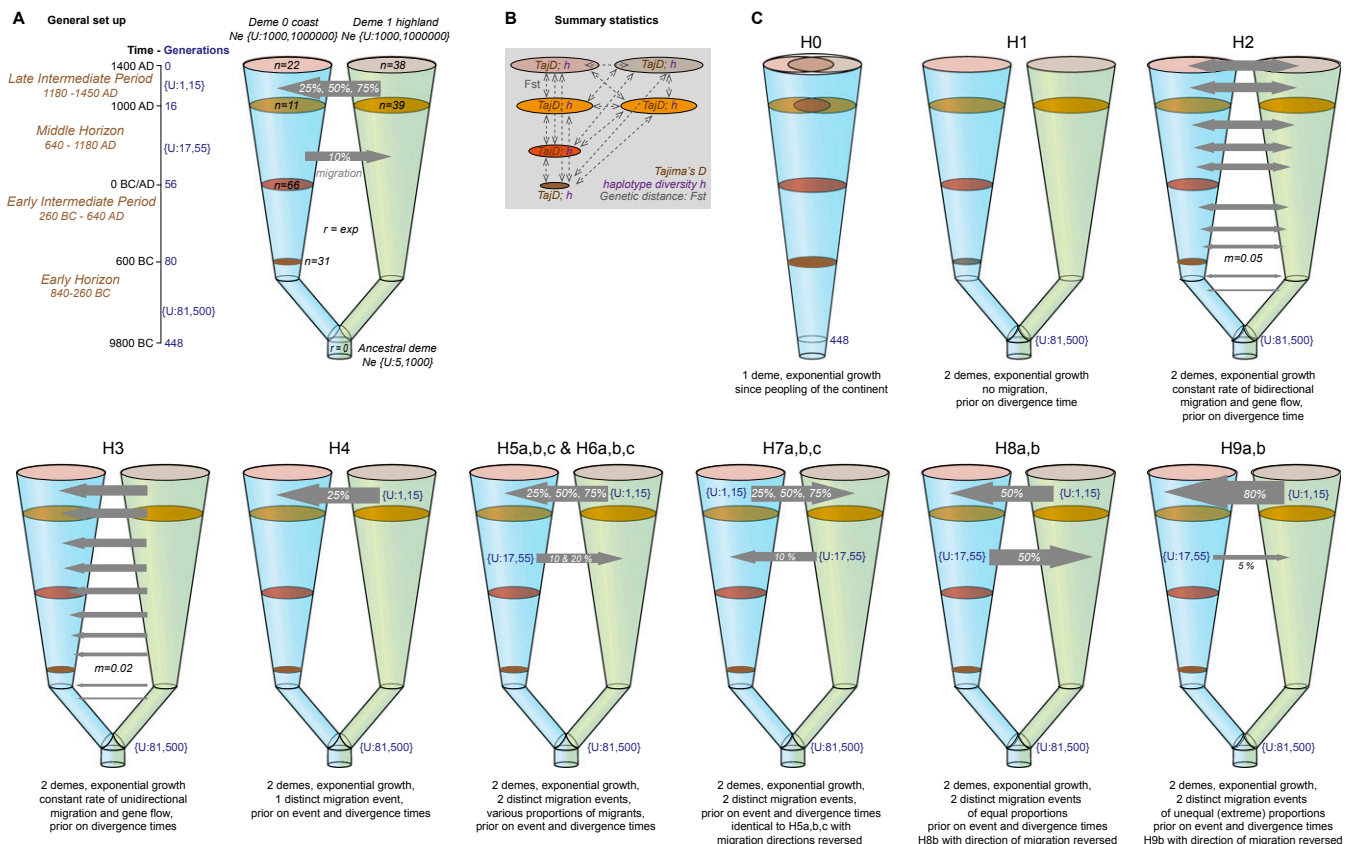 A
General set up
Deme 0 coast
Ne {U:1000,1000000}
Deme 1 highland
Ne {U:1000,1000000}
Time - Generations
1400 AD 0
Late Intermediate Period
1180 -1450 AD
{U:1,15}
1000 AD 16
Middle Horizon
640 - 1180 AD
{U:17,55}
0 BC/AD 56
Early Intermediate Period
260 BC - 640 AD
600 BC 80
Early Horizon
840-260 BC
{U:81,500}
9800 BC 448
n=22
n=38
25%, 50%, 75%
n=11
n=39
10%
migration
n=66
r = exp
n=31
r = 0
Ancestral deme
Ne {U:5,1000}
B
Summary statistics
TajD; h
TajD; h
Fst
TajD; h
TajD; h
TajD; h
TajD; h
Tajima's D
haplotype diversity h
Genetic distance: Fst
C
H0
448
1 deme, exponential growth
since peopling of the continent
H1
{U:81,500}
2 demes, exponential growth
no migration,
prior on divergence time
H2
m=0.05
{U:81,500}
2 demes, exponential growth
constant rate of bidirectional
migration and gene flow,
prior on divergence time
H3
m=0.02
{U:81,500}
2 demes, exponential growth
constant rate of unidirectional
migration and gene flow,
prior on divergence times
H4
25%
{U:1,15}
{U:81,500}
2 demes, exponential growth,
1 distinct migration event,
prior on event and divergence times
H5a,b,c & H6a,b,c
25%, 50%, 75%
{U:1,15}
{U:17,55}
10 & 20 %
{U:81,500}
2 demes, exponential growth,
2 distinct migration events,
various proportions of migrants,
prior on event and divergence times
H7a,b,c
{U:1,15}
25%, 50%, 75%
10 %
{U:17,55}
{U:81,500}
2 demes, exponential growth,
2 distinct migration events,
prior on event and divergence times
identical to H5a,b,c with
migration directions reversed
H8a,b
50%
{U:1,15}
{U:17,55}
50%
{U:81,500}
2 demes, exponential growth,
2 distinct migration events
of equal proportions
prior on event and divergence times
H8b with direction of migration reversed
H9a,b
80%
{U:1,15}
{U:17,55}
5 %
{U:81,500}
2 demes, exponential growth,
2 distinct migration events
of unequal (extreme) proportions
prior on event and divergence times
H9b with direction of migration reversed